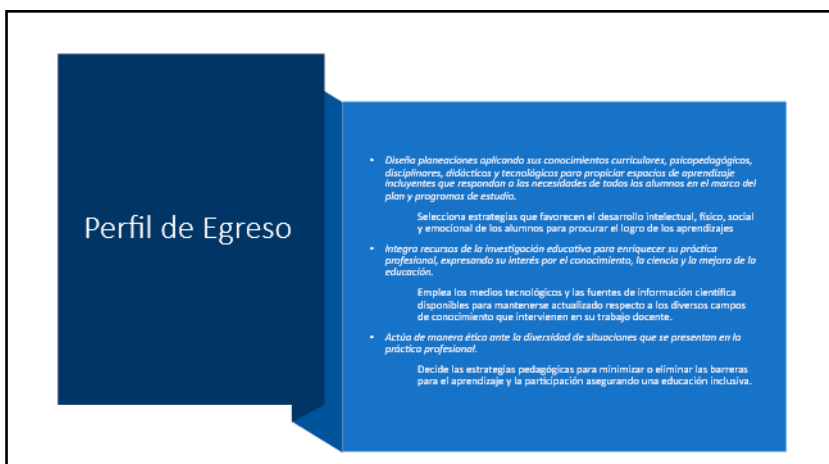 Perfil de Egreso
• Diseña planeaciones aplicando sus conocimientos curriculares, psicopedagógicos,
disciplinares, didácticos y tecnológicos para propiciar espacios de aprendizaje
incluyentes que respondan a las necesidades de todos los alumnos en el marco del
plan y programas de estudio.
Selecciona estrategias que favorecen el desarrollo intelectual, físico, social
y emocional de los alumnos para procurar el logro de los aprendizajes
• Integra recursos de la investigación educativa para enriquecer su práctica
profesional, expresando su interés por el conocimiento, la ciencia y la mejora de la
educación.
Emplea los medios tecnológicos y las fuentes de información científica
disponibles para mantenerse actualizado respecto a los diversos campos
de conocimiento que intervienen en su trabajo docente.
• Actúa de manera ética ante la diversidad de situaciones que se presentan en la
práctica profesional.
Decide las estrategias pedagógicas para minimizar o eliminar las barreras
para el aprendizaje y la participación asegurando una educación inclusiva.